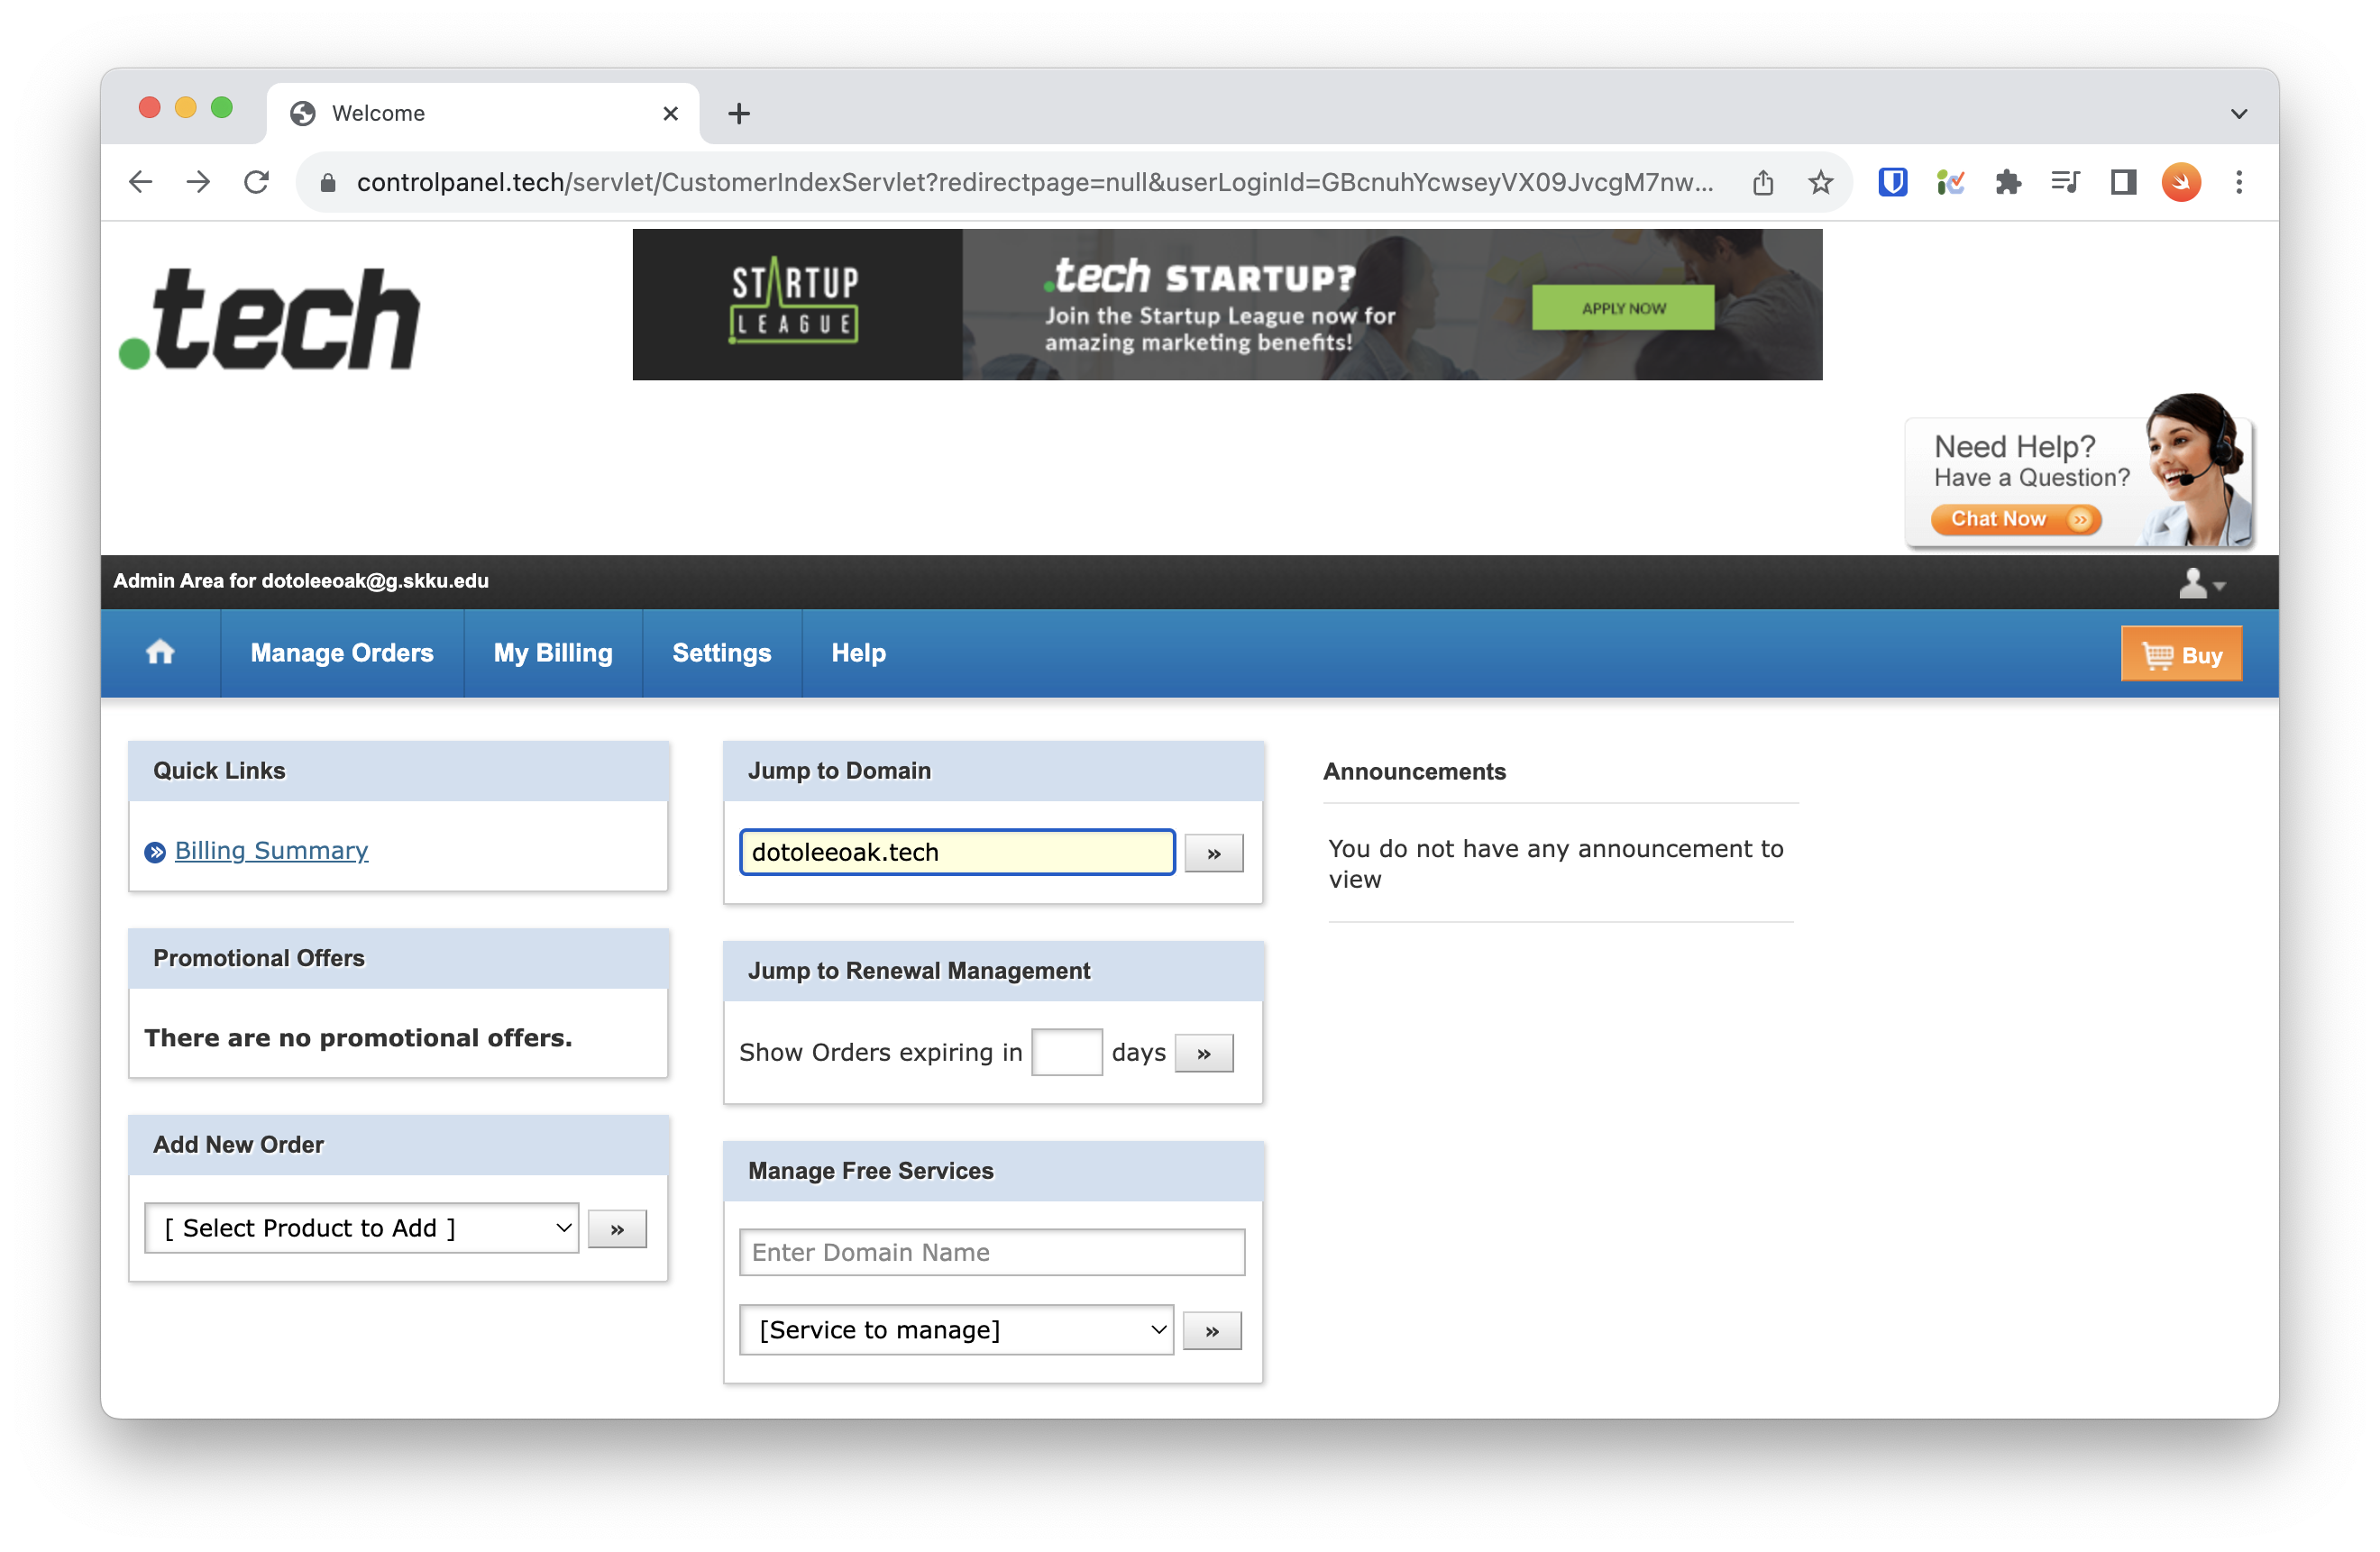 Welcome
controlpanel.tech/servlet/CustomerIndexServlet?redirectpage=null&userLoginId=GBcnuhYcwseyVX09JvcgM7nw...
.tech
STARTUP
LEAGUE
.tech STARTUP?
Join the Startup League now for
amazing marketing benefits!
APPLY NOW
Need Help?
Have a Question?
Chat Now »
Admin Area for dotoleeoak@g.skku.edu
Manage Orders
My Billing
Settings
Help
Buy
Quick Links
» Billing Summary
Promotional Offers
There are no promotional offers.
Add New Order
[ Select Product to Add ]
»
Jump to Domain
dotoleeoak.tech
»
Jump to Renewal Management
Show Orders expiring in
days
»
Manage Free Services
Enter Domain Name
[Service to manage]
»
Announcements
You do not have any announcement to
view